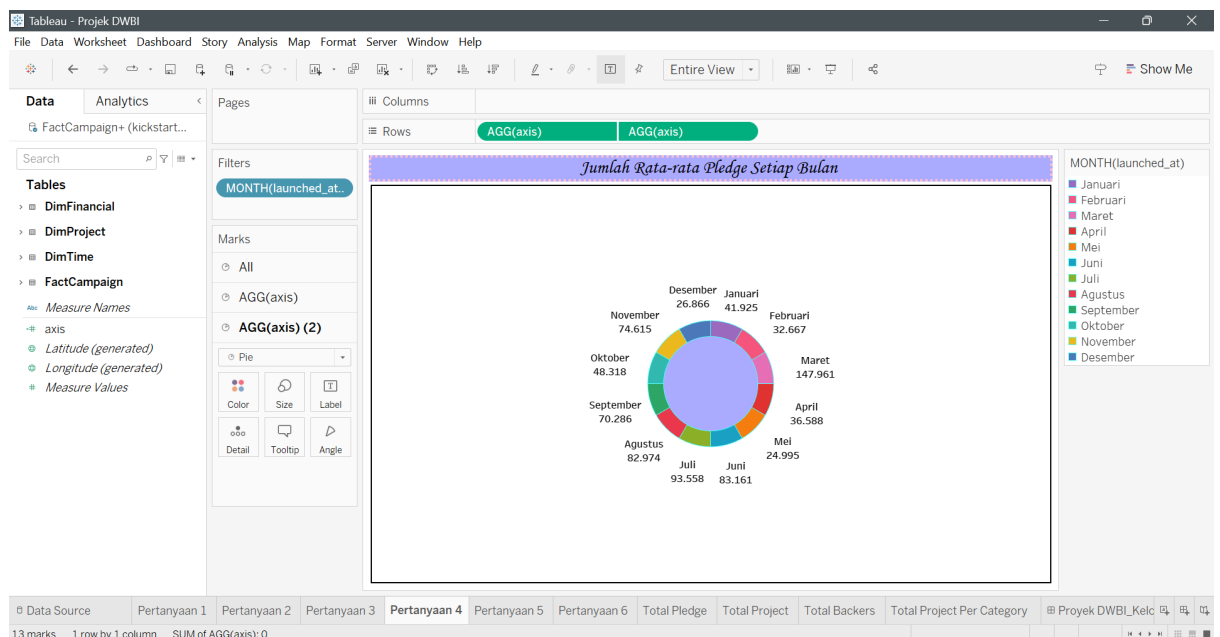 Tableau - Projek DWBI
File Data Worksheet Dashboard Story Analysis Map Format Server Window Help
Entire View
Show Me
Data Analytics
FactCampaign+ (kickstart...
Search
Tables
DimFinancial
DimProject
DimTime
FactCampaign
Abc Measure Names
axis
Latitude (generated)
Longitude (generated)
Measure Values
Pages
Filters
MONTH(launched_at..
Marks
All
AGG(axis)
AGG(axis) (2)
Pie
Color Size Label
Detail Tooltip Angle
Columns
Rows AGG(axis) AGG(axis)
Jumlah Rata-rata Pledge Setiap Bulan
Desember
26.866
Januari
41.925
Februari
32.667
Maret
147.961
April
36.588
Mei
24.995
Juni
83.161
Juli
93.558
Agustus
82.974
September
70.286
Oktober
48.318
November
74.615
MONTH(launched_at)
Januari
Februari
Maret
April
Mei
Juni
Juli
Agustus
September
Oktober
November
Desember
Data Source Pertanyaan 1 Pertanyaan 2 Pertanyaan 3 Pertanyaan 4 Pertanyaan 5 Pertanyaan 6 Total Pledge Total Project Total Backers Total Project Per Category Proyek DWBI_Kelc
13 marks 1 row by 1 column SUM of AGG(axis): 0